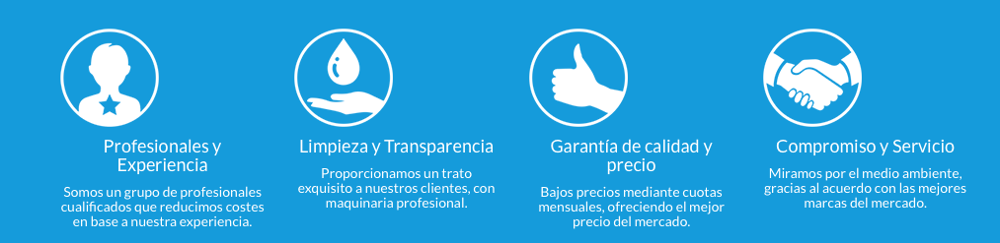 Profesionales y
Experiencia
Somos un grupo de profesionales
cualificados que reducimos costes
en base a nuestra experiencia.
Limpieza y Transparencia
Proporcionamos un trato
exquisito a nuestros clientes, con
maquinaria profesional.
Garantía de calidad y
precio
Bajos precios mediante cuotas
mensuales, ofreciendo el mejor
precio del mercado.
Compromiso y Servicio
Miramos por el medio ambiente,
gracias al acuerdo con las mejores
marcas del mercado.